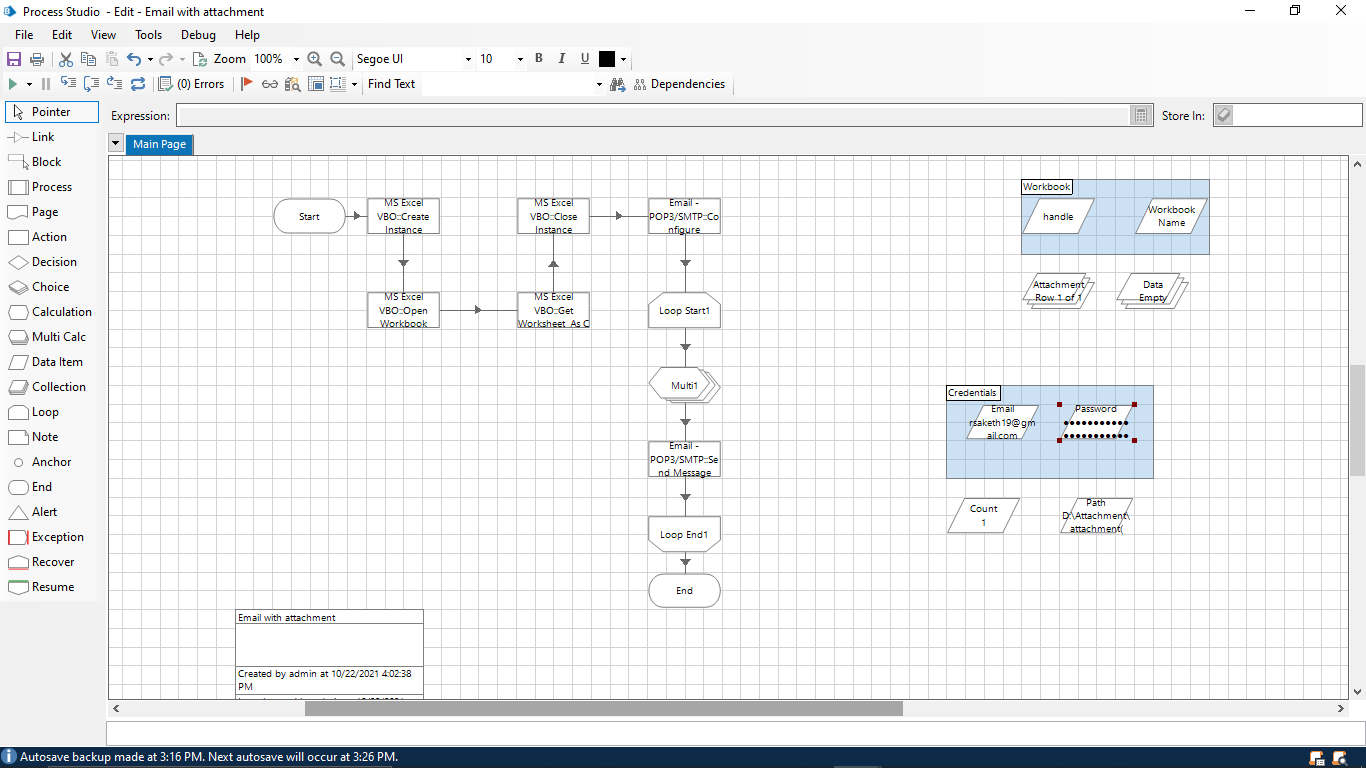 Process Studio - Edit - Email with attachment
File Edit View Tools Debug Help
Zoom 100% Segoe UI 10 B I U
(0) Errors Find Text Dependencies
Expression: Store In:
Main Page
Pointer
Link
Block
Process
Page
Action
Decision
Choice
Calculation
Multi Calc
Data Item
Collection
Loop
Note
Anchor
End
Alert
Exception
Recover
Resume
Start
MS Excel
VBO::Create
Instance
MS Excel
VBO::Close
Instance
Email -
POP3/SMTP::Co
nfigure
MS Excel
VBO::Open
Workbook
MS Excel
VBO::Get
Worksheet As C
Loop Start1
Multi1
Email -
POP3/SMTP::Se
nd Message
Loop End1
End
Workbook
handle
Workbook
Name
Attachment
Row 1 of 1
Data
Empty
Credentials
Email
rsaketh19@gm
ail.com
Password
●●●●●●●●●●●
●●●●●●●●●●●
Count
1
Path
D:\Attachment\
attachment(
Email with attachment
Created by admin at 10/22/2021 4:02:38
PM
Autosave backup made at 3:16 PM. Next autosave will occur at 3:26 PM.